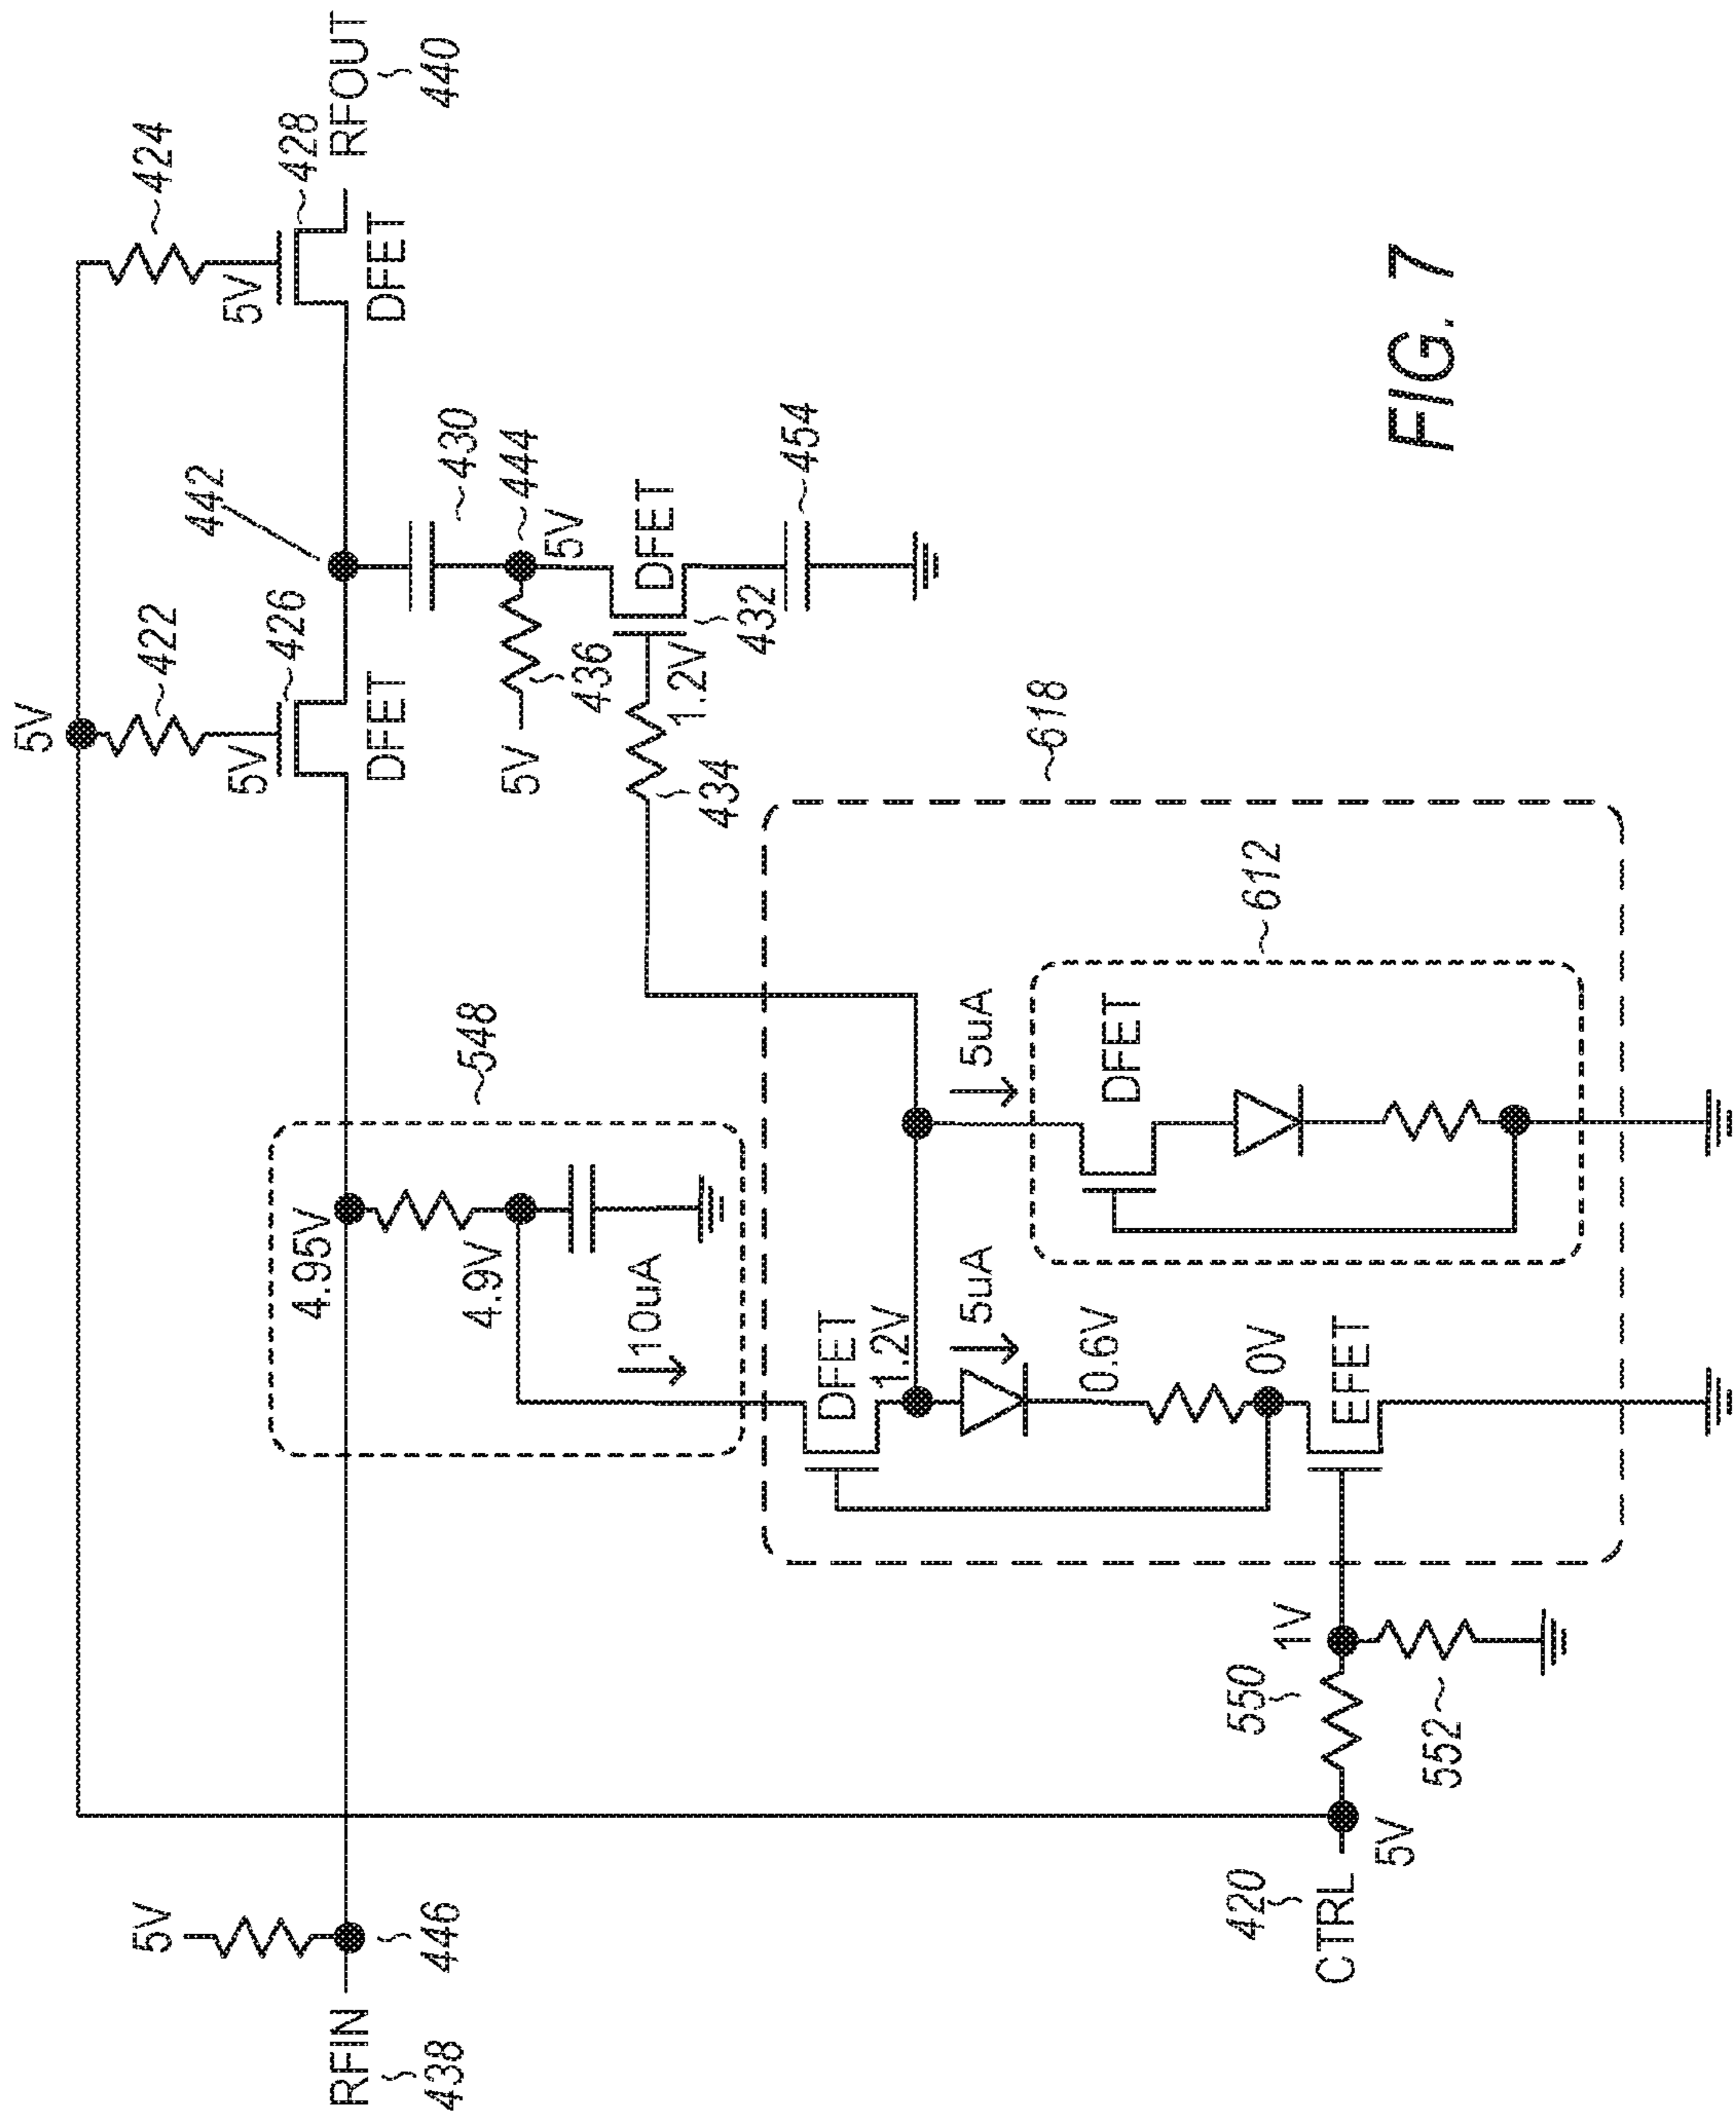 5V
422
424
5V
426
DFET
442
5V
428
DFET
RFOUT
440
5V
446
RFIN
438
4.95V
4.9V
10uA
548
430
444
5V
5V
436
DFET
432
1.2V
434
454
618
DFET
1.2V
5uA
0.6V
0V
EFET
5uA
612
DFET
1V
550
552
420
CTRL
5V
FIG. 7